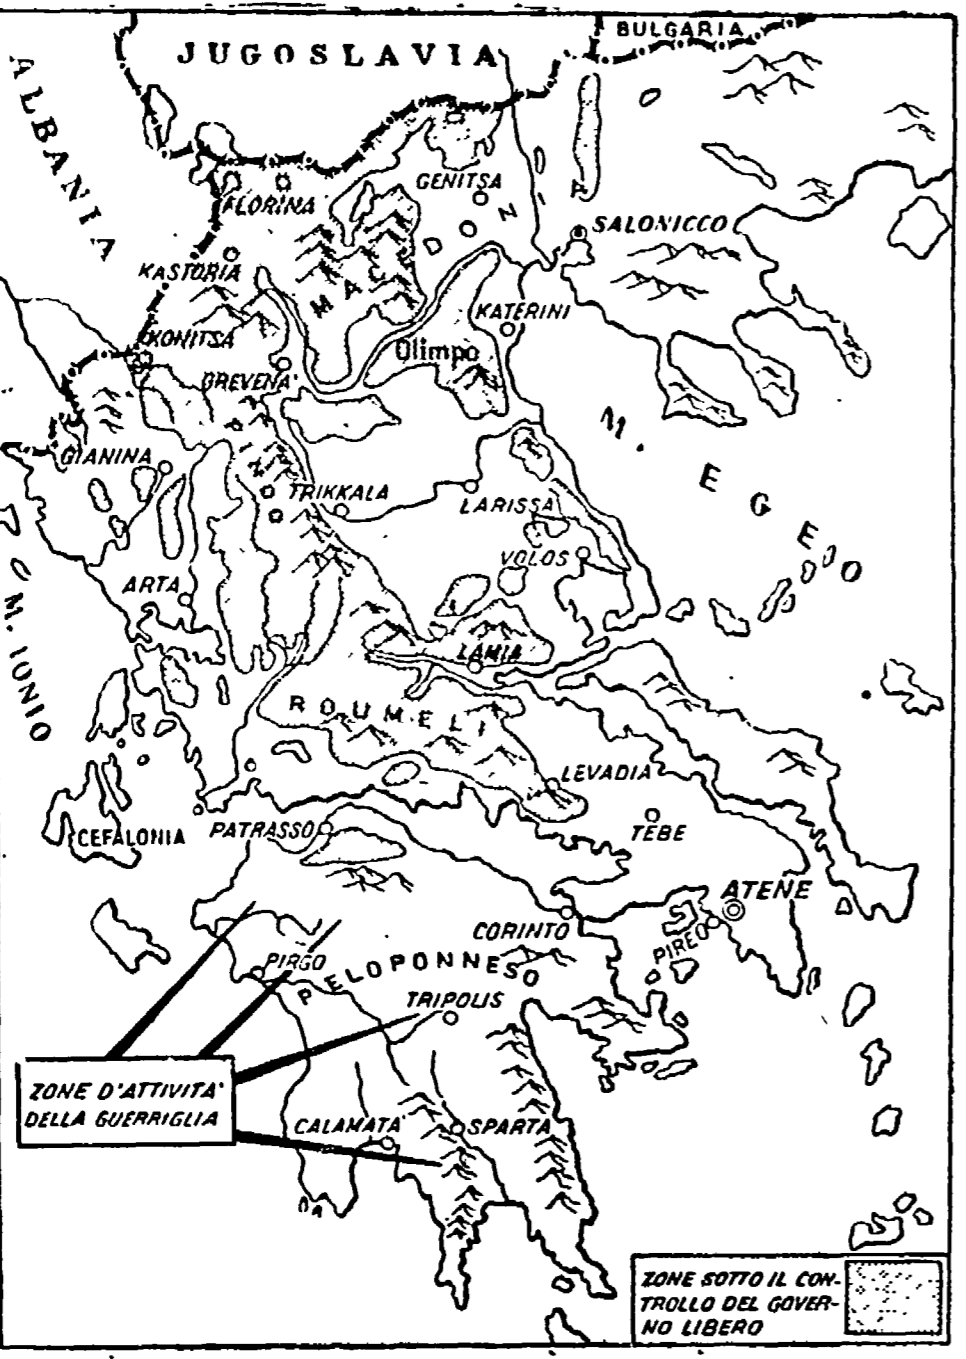 JUGOSLAVIA
BULGARIA
ALBANIA
GENITSA
FLORINA
SALONICCO
KASTORIA
MACEDONIA
KATERINI
KONITSA
Olimpo
GREVENA'
M. EGEO
GIANINA
TRIKKALA
LARISSA
VOLOS
ARTA
M. IONIO
LAMIA
ROUMELI
LEVADIA
CEFALONIA
PATRASSO
TEBE
ATENE
CORINTO
PIREO
PIRGO
PELOPONNESO
TRIPOLIS
ZONE D'ATTIVITA'
DELLA GUERRIGLIA
CALAMATA
SPARTA
ZONE SOTTO IL CON-
TROLLO DEL GOVER-
NO LIBERO